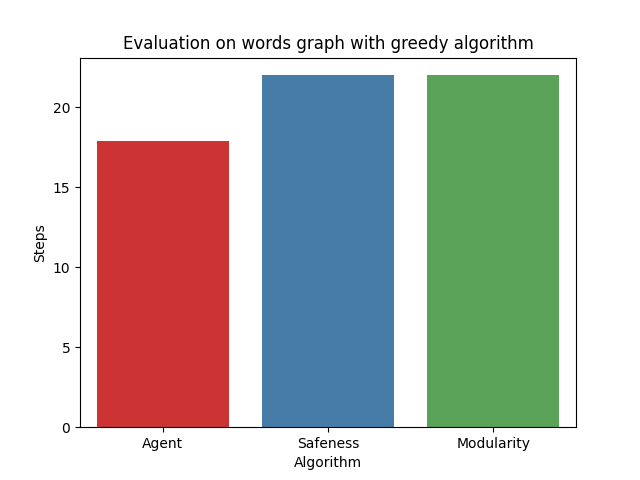 Evaluation on words graph with greedy algorithm
20
15
10
5
0
Steps
Agent
Safeness
Modularity
Algorithm